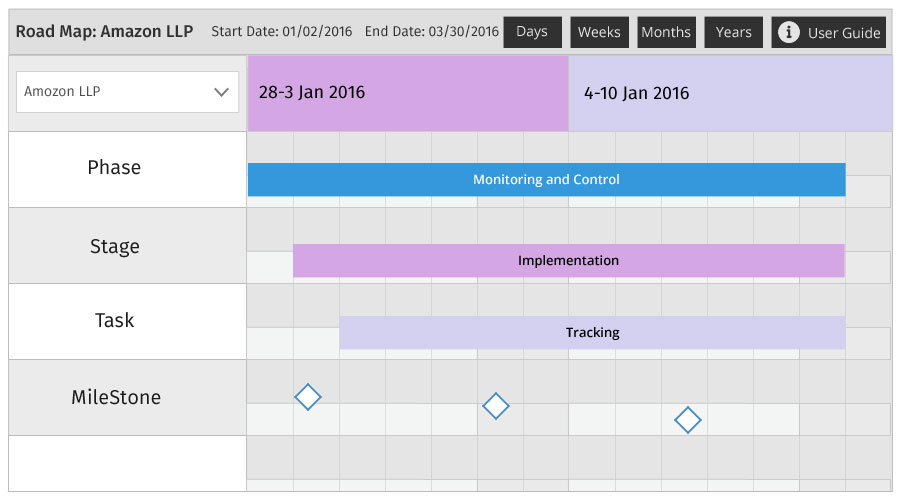 Road Map: Amazon LLP Start Date: 01/02/2016 End Date: 03/30/2016 Days Weeks Months Years User Guide
Amozon LLP 28-3 Jan 2016 4-10 Jan 2016
Phase Monitoring and Control
Stage Implementation
Task Tracking
MileStone